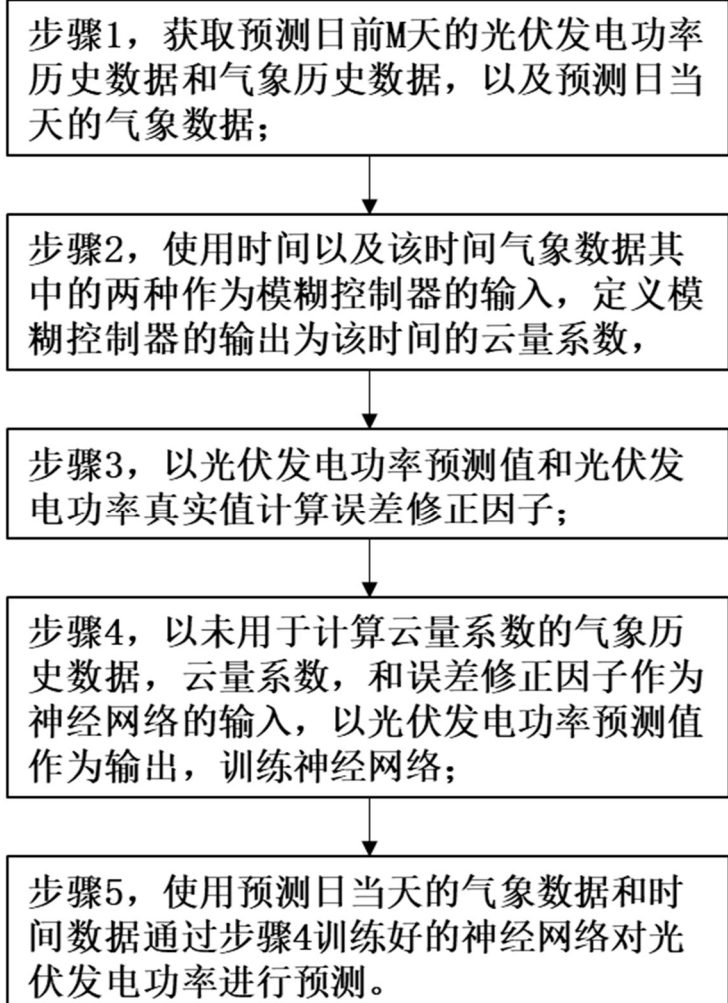 步骤1，获取预测日前M天的光伏发电功率
历史数据和气象历史数据，以及预测日当
天的气象数据；
步骤2，使用时间以及该时间气象数据其
中的两种作为模糊控制器的输入，定义模
糊控制器的输出为该时间的云量系数，
步骤3，以光伏发电功率预测值和光伏发
电功率真实值计算误差修正因子；
步骤4，以未用于计算云量系数的气象历
史数据，云量系数，和误差修正因子作为
神经网络的输入，以光伏发电功率预测值
作为输出，训练神经网络；
步骤5，使用预测日当天的气象数据和时
间数据通过步骤4训练好的神经网络对光
伏发电功率进行预测。